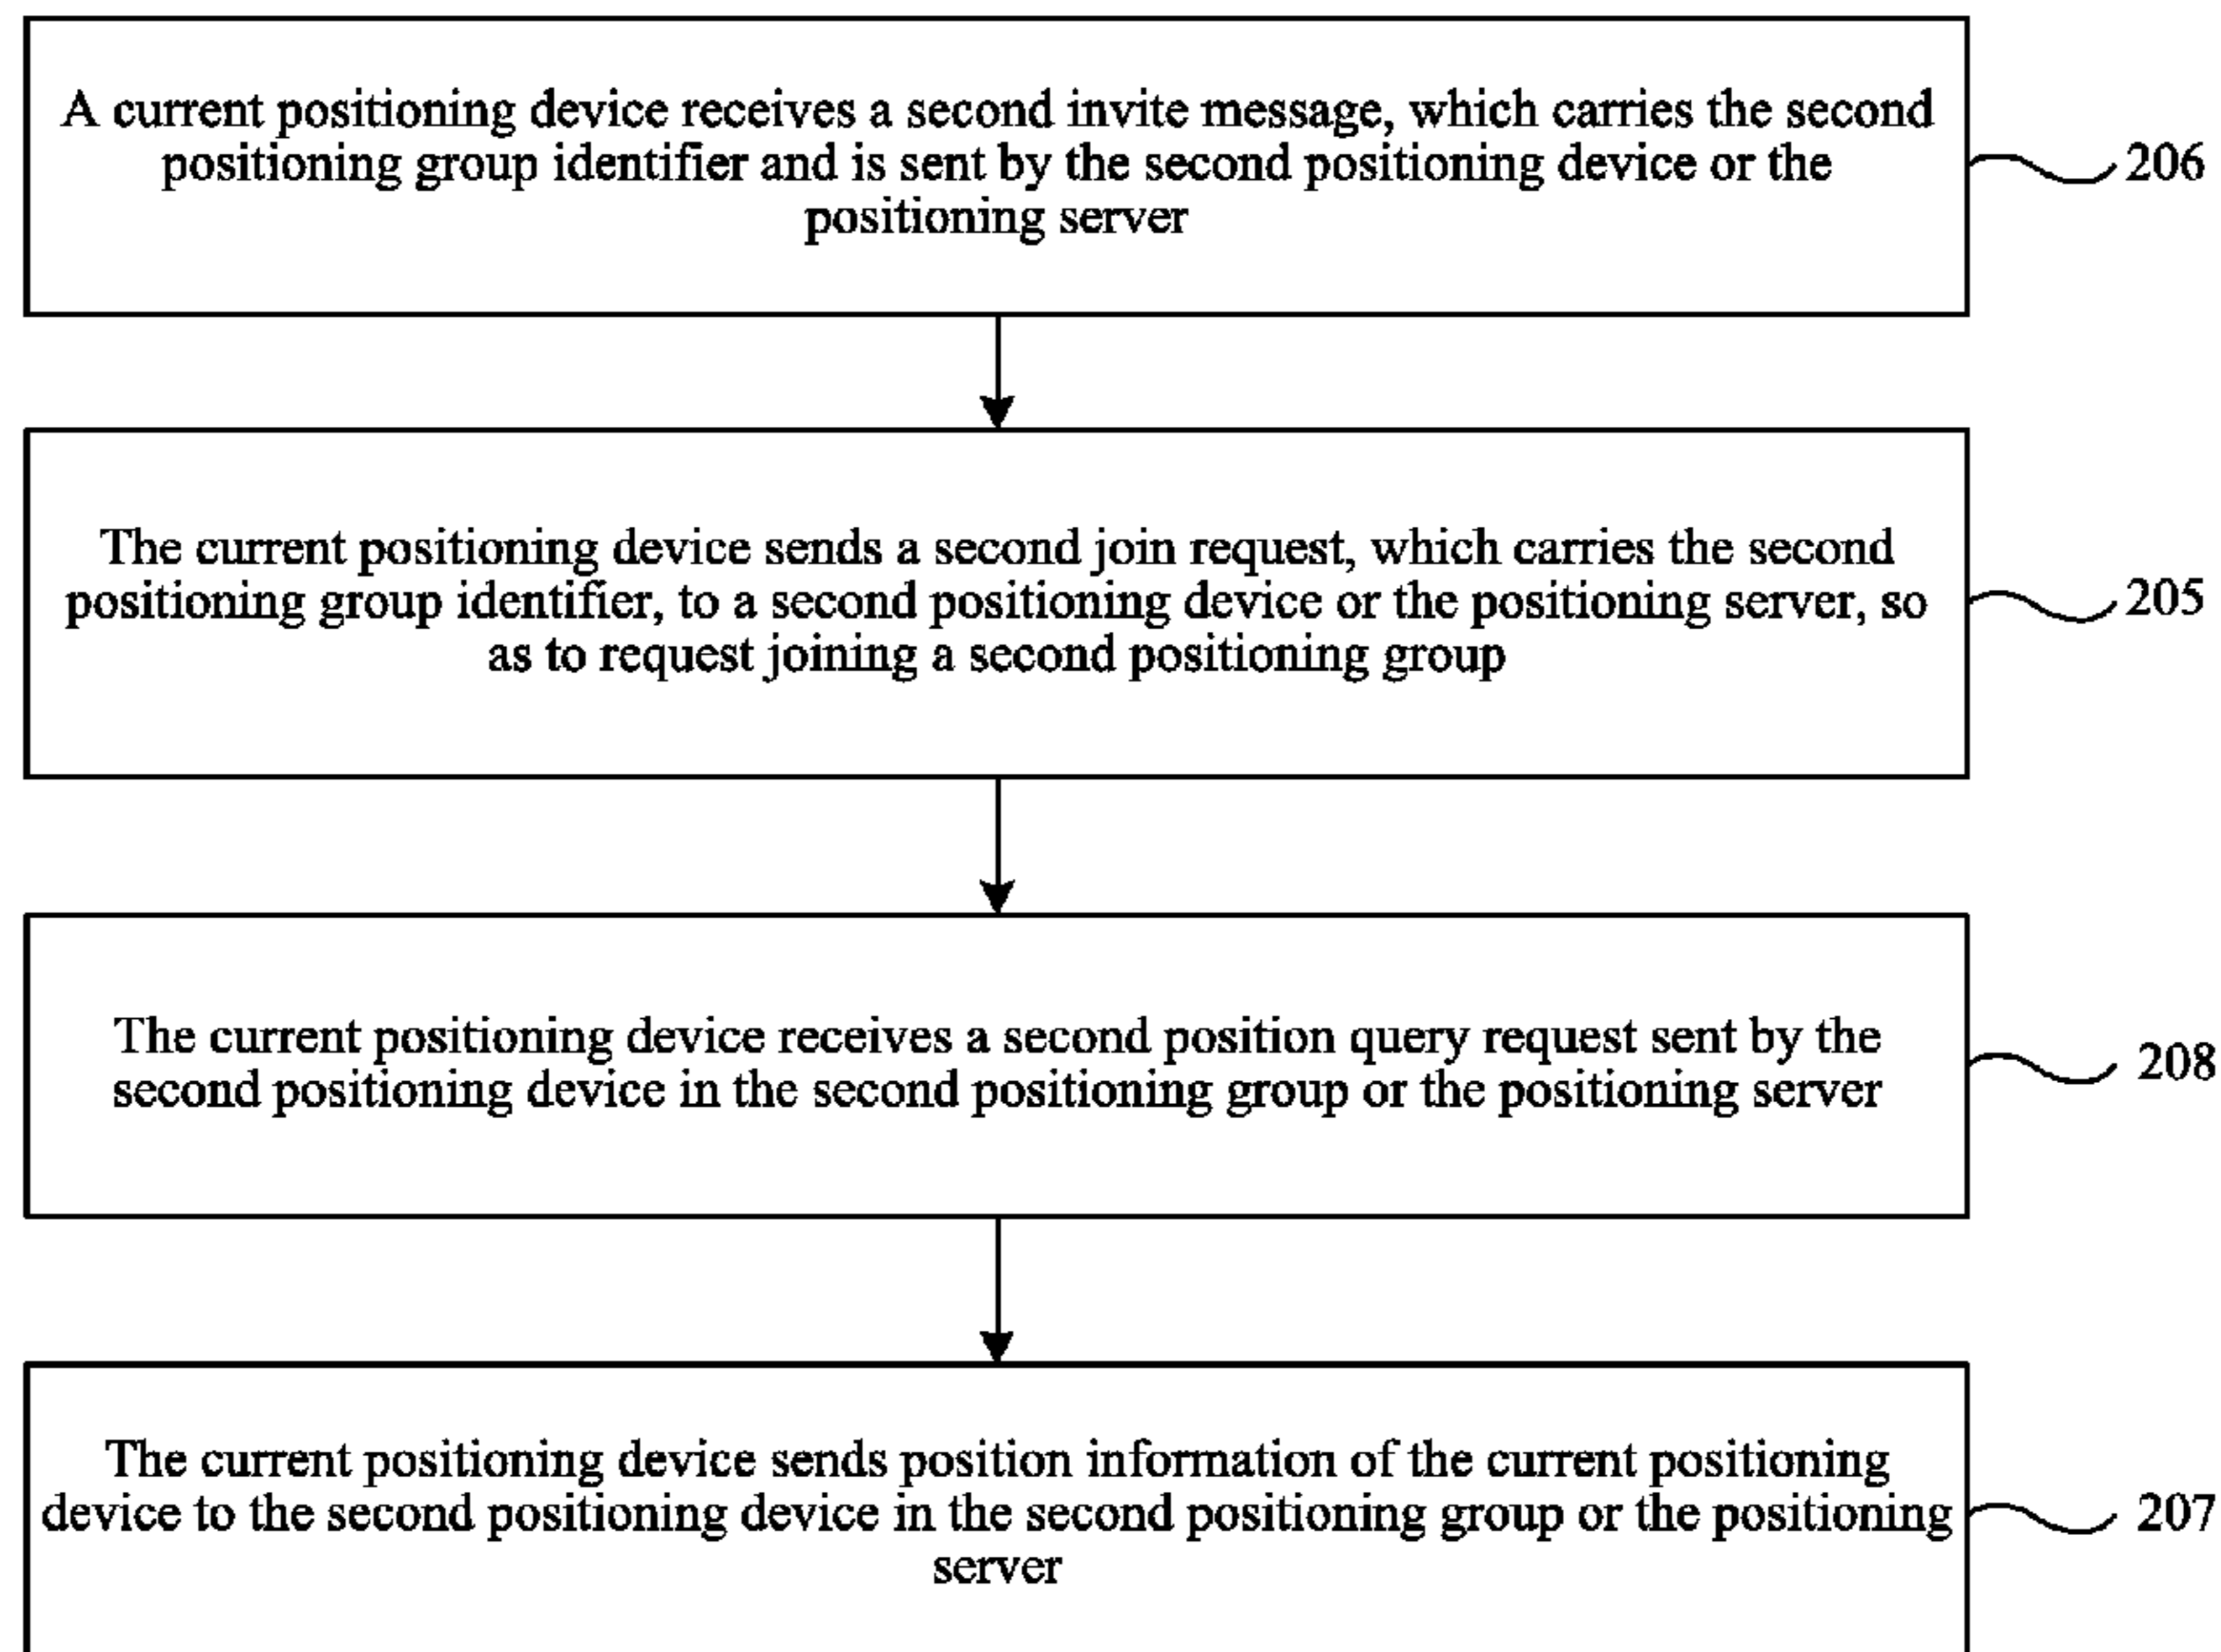 A current positioning device receives a second invite message, which carries the second
positioning group identifier and is sent by the second positioning device or the
positioning server
206
The current positioning device sends a second join request, which carries the second
positioning group identifier, to a second positioning device or the positioning server, so
as to request joining a second positioning group
205
The current positioning device receives a second position query request sent by the
second positioning device in the second positioning group or the positioning server
208
The current positioning device sends position information of the current positioning
device to the second positioning device in the second positioning group or the positioning
server
207